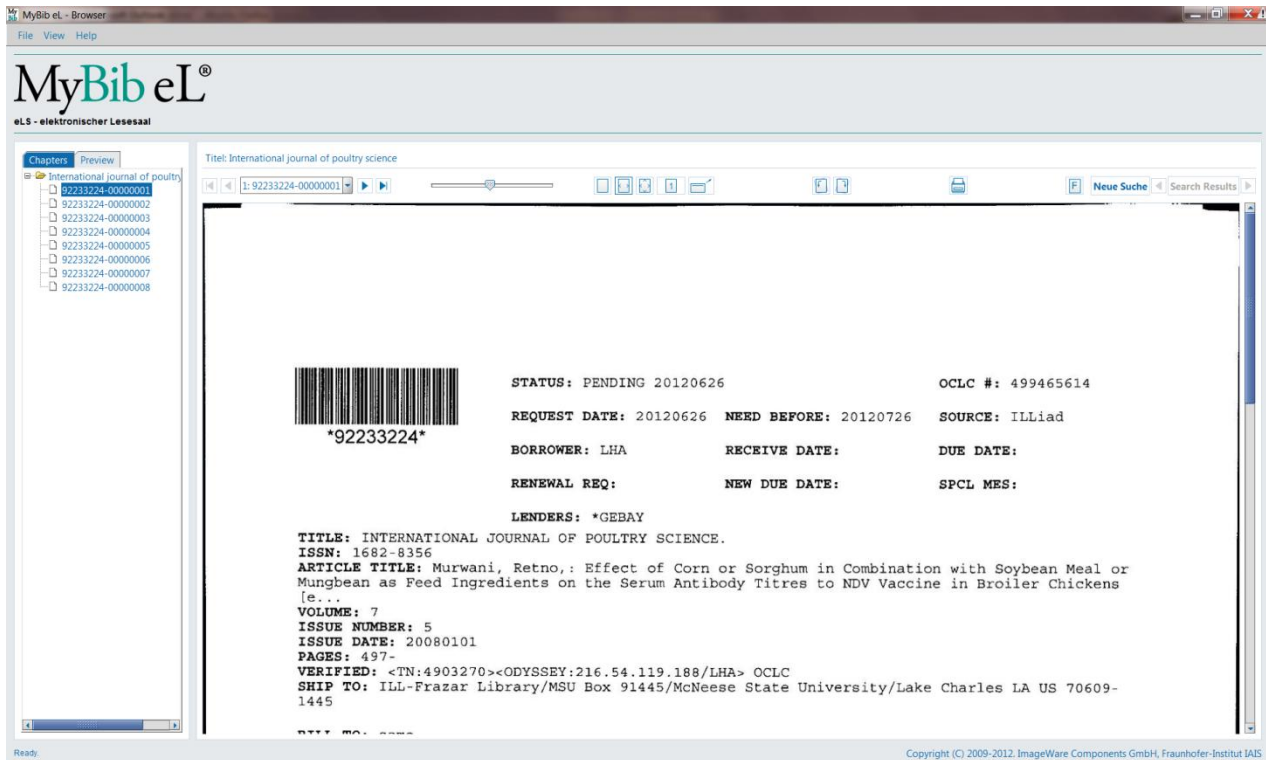 MyBib eL - Browser
File View Help
MyBib eL®
eLS - elektronischer Lesesaal
Chapters Preview
International journal of poultry
92233224-00000001
92233224-00000002
92233224-00000003
92233224-00000004
92233224-00000005
92233224-00000006
92233224-00000007
92233224-00000008
Titel: International journal of poultry science
1: 92233224-00000001
1
F Neue Suche Search Results
*92233224*
STATUS: PENDING 20120626 OCLC #: 499465614
REQUEST DATE: 20120626 NEED BEFORE: 20120726 SOURCE: ILLiad
BORROWER: LHA RECEIVE DATE: DUE DATE:
RENEWAL REQ: NEW DUE DATE: SPCL MES:
LENDERS: *GEBAY
TITLE: INTERNATIONAL JOURNAL OF POULTRY SCIENCE.
ISSN: 1682-8356
ARTICLE TITLE: Murwani, Retno,: Effect of Corn or Sorghum in Combination with Soybean Meal or
Mungbean as Feed Ingredients on the Serum Antibody Titres to NDV Vaccine in Broiler Chickens
[e...
VOLUME: 7
ISSUE NUMBER: 5
ISSUE DATE: 20080101
PAGES: 497-
VERIFIED: <TN:4903270><ODYSSEY:216.54.119.188/LHA> OCLC
SHIP TO: ILL-Frazar Library/MSU Box 91445/McNeese State University/Lake Charles LA US 70609-
1445
BILL TO: same
Ready.
Copyright (C) 2009-2012. ImageWare Components GmbH, Fraunhofer-Institut IAIS